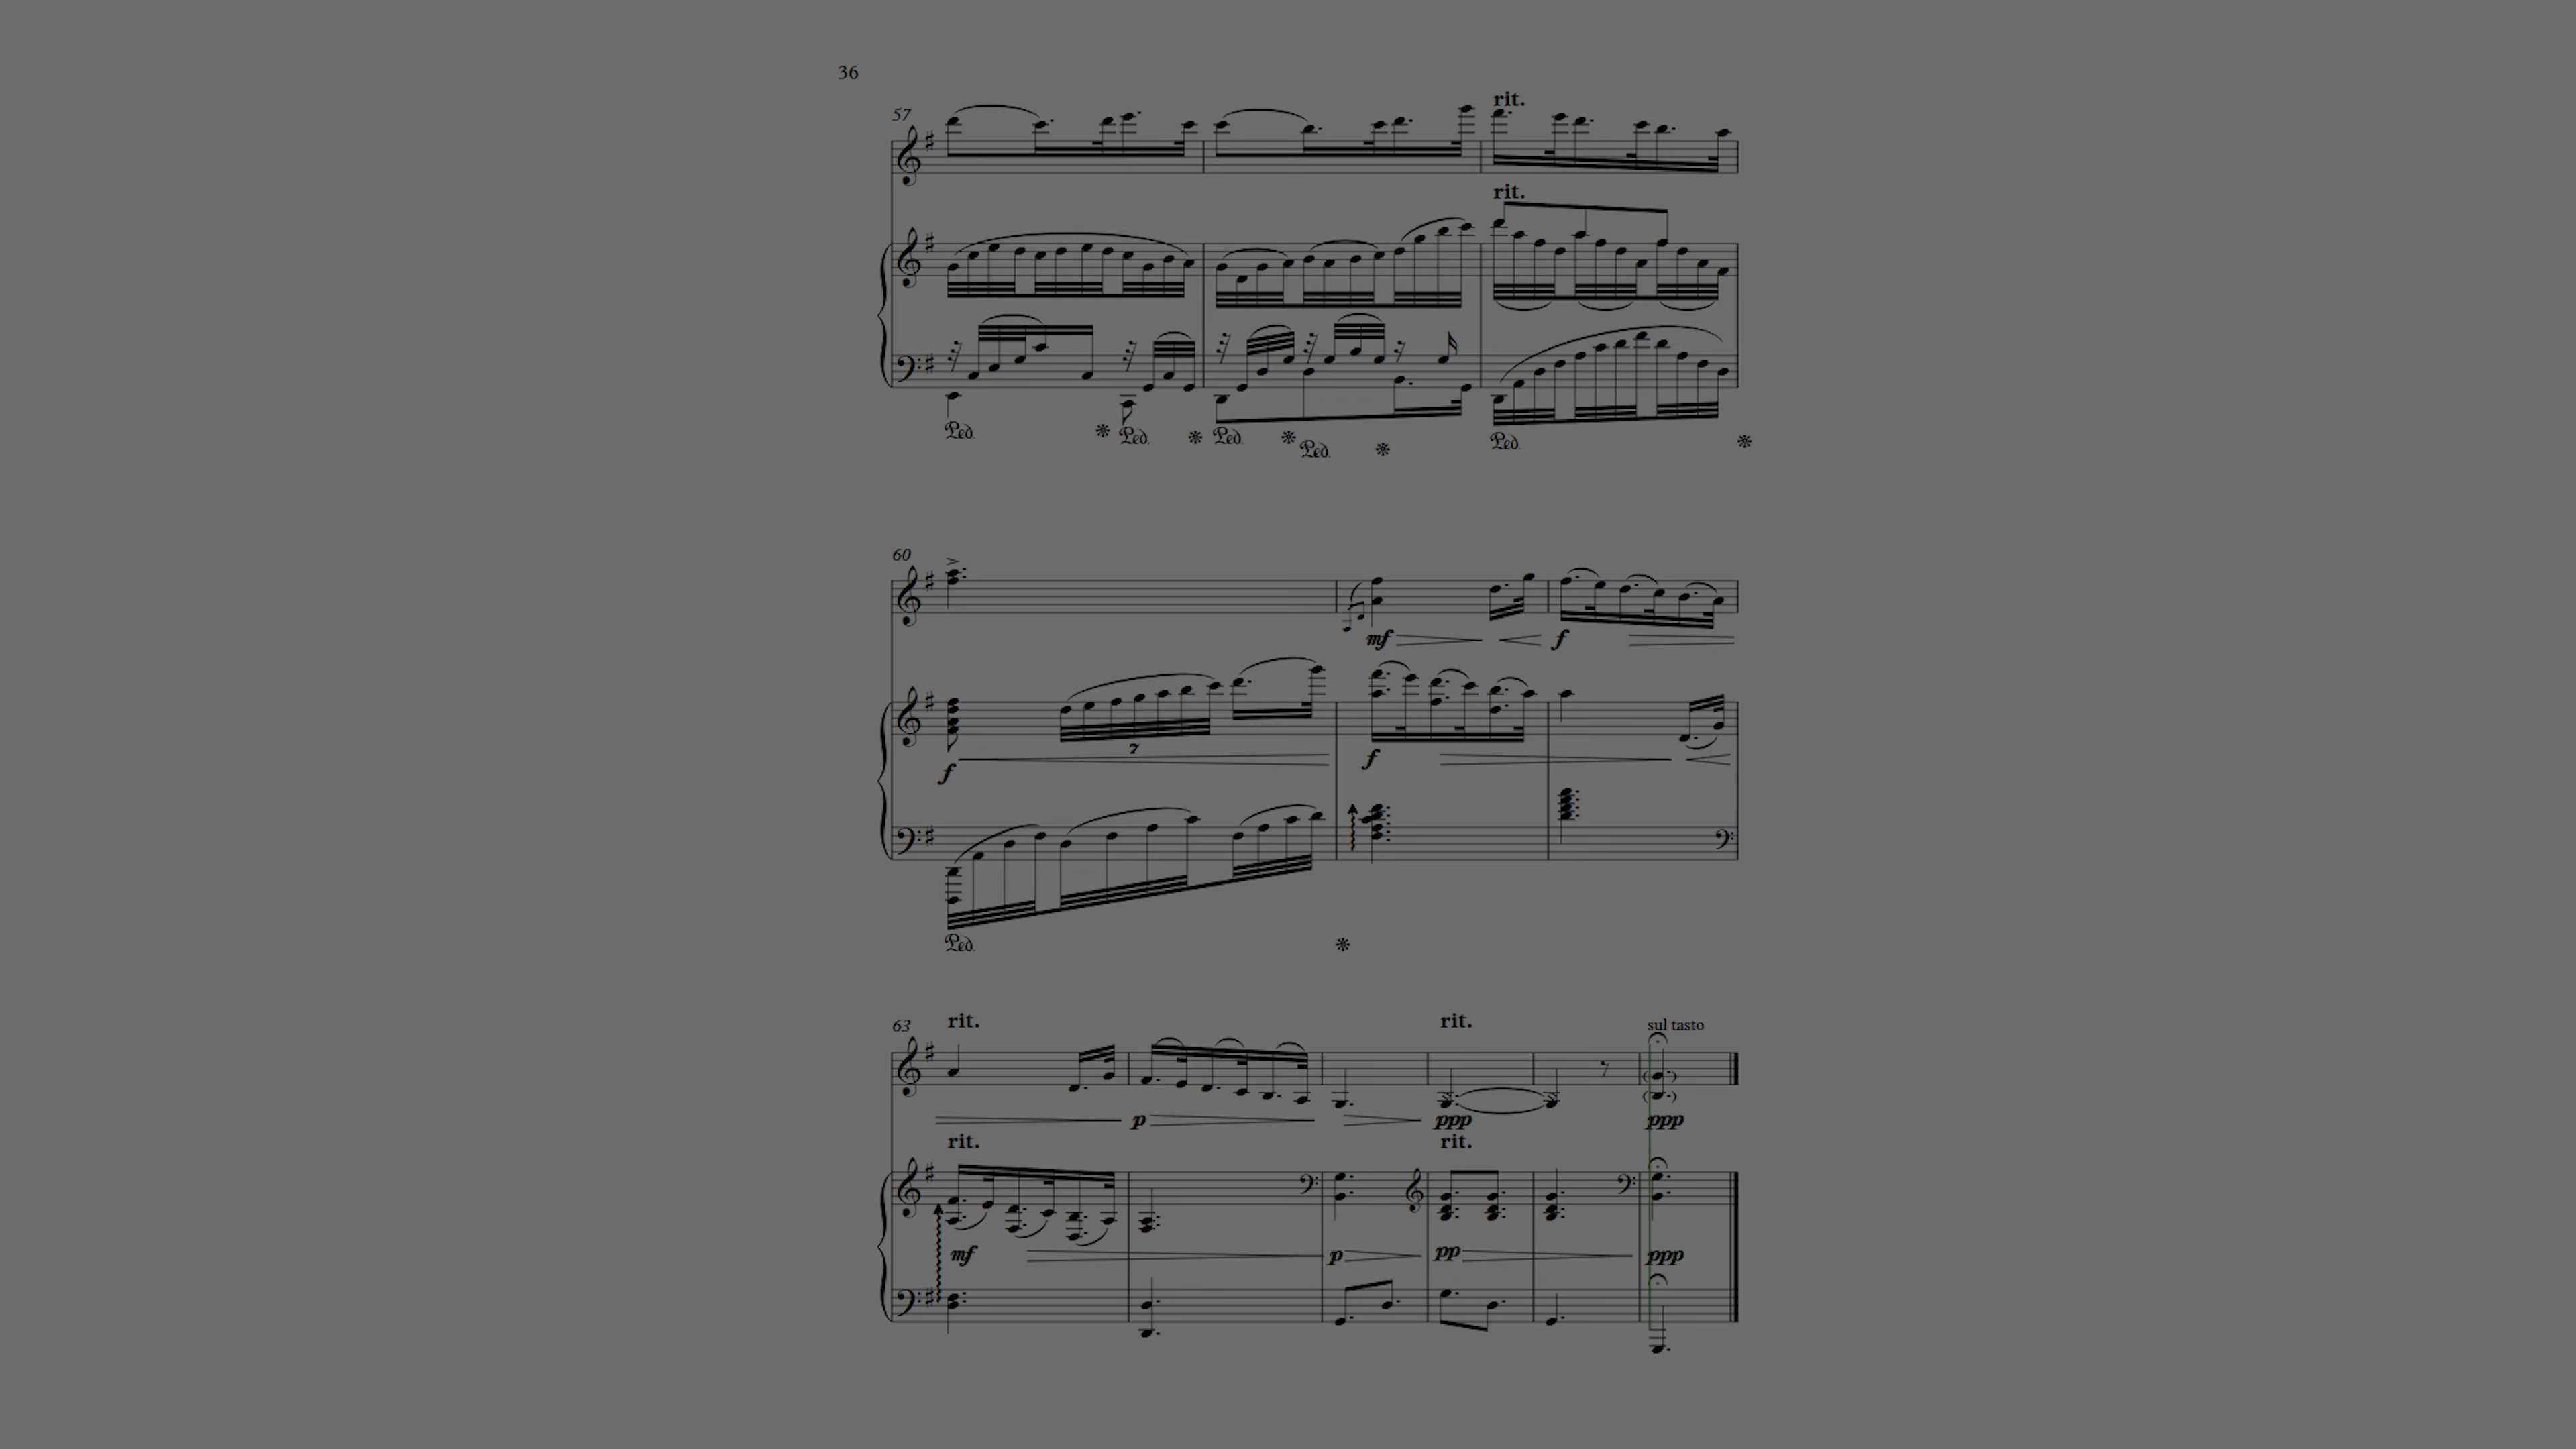 36
57
rit.
rit.
Ped. Ped. Ped. Ped. Ped.
60
mf f
7
f f
Ped.
63 rit. rit. sul tasto
p ppp ppp
rit. rit.
mf p pp ppp